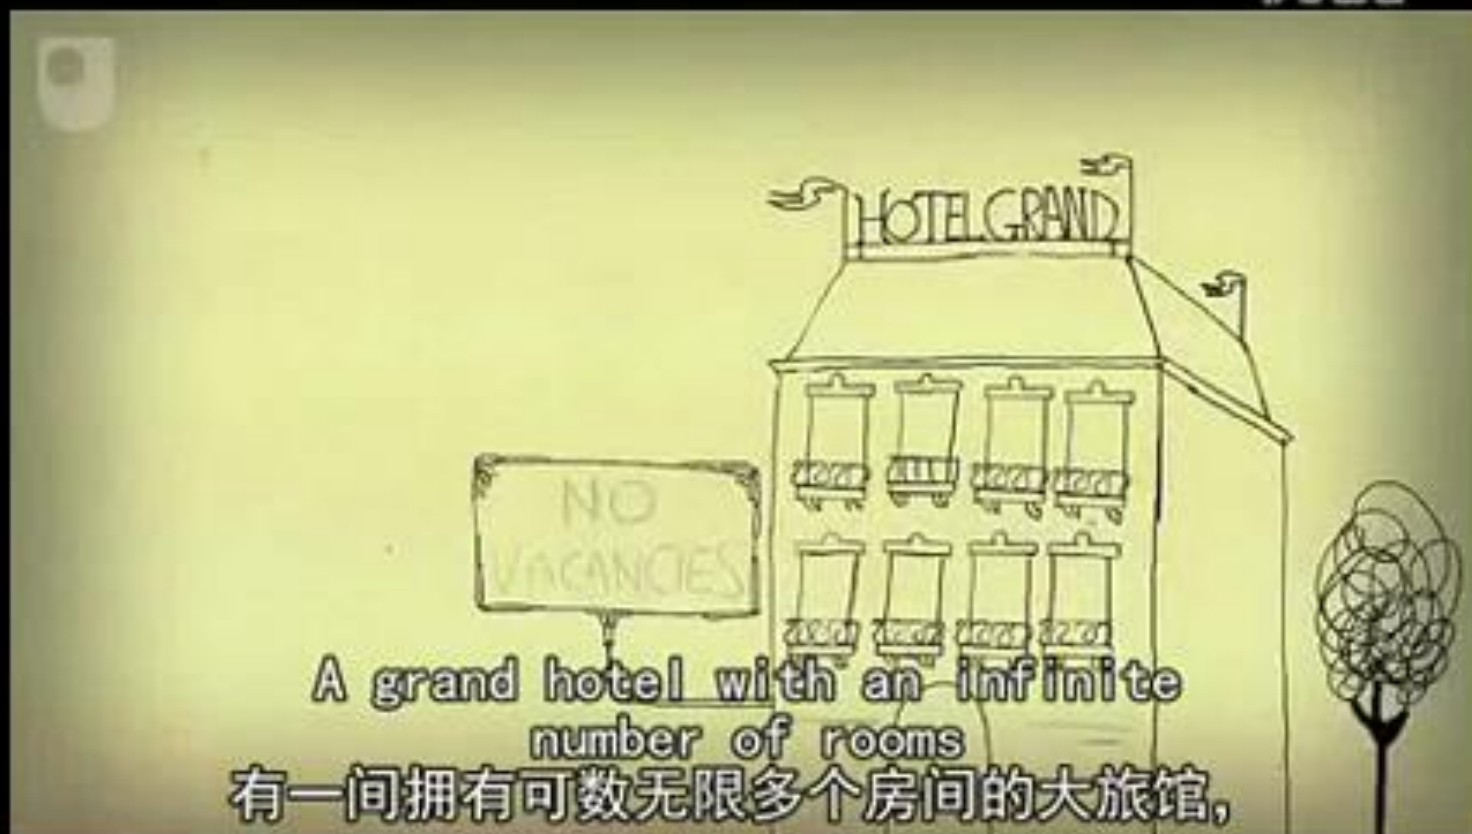 HOTEL GRAND
NO
VACANCIES
A grand hotel with an infinite
number of rooms
有一间拥有可数无限多个房间的大旅馆,